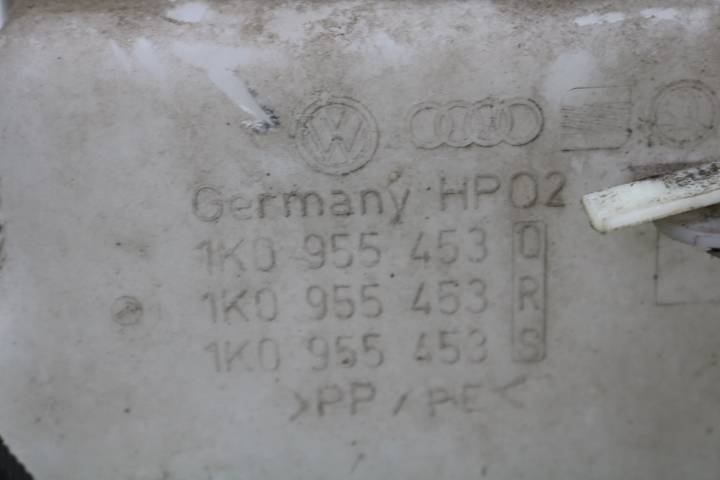 VW
Germany HP02
1K0 955 453 Q
1K0 955 453 R
1K0 955 453 S
>PP/PE<